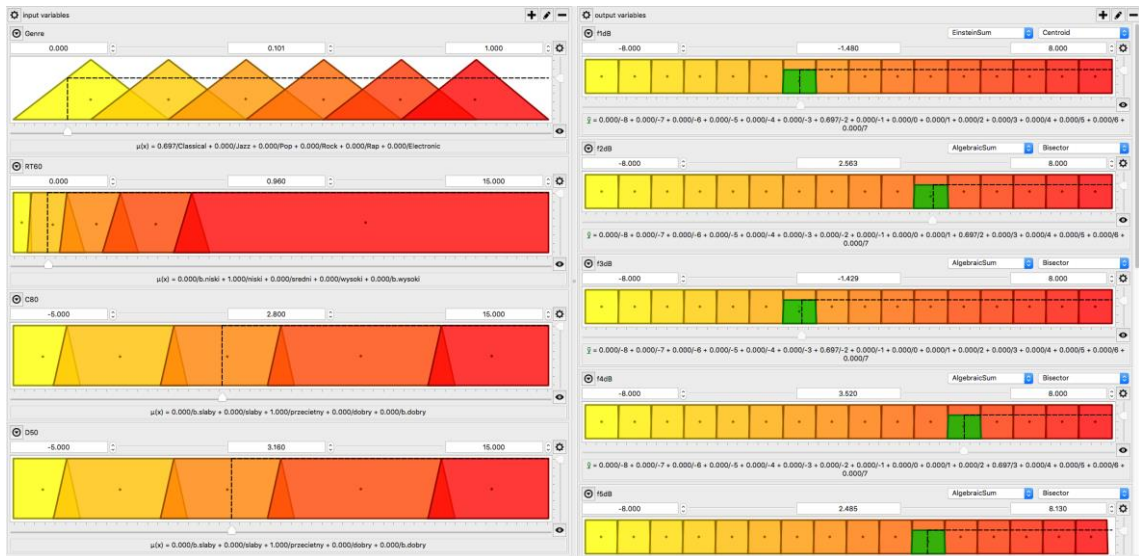 input variables
Genre
0.000 0.101 1.000
μ(x) = 0.697/Classical + 0.000/Jazz + 0.000/Pop + 0.000/Rock + 0.000/Rap + 0.000/Electronic
RT60
0.000 0.960 15.000
μ(x) = 0.000/b.niski + 1.000/niski + 0.000/sredni + 0.000/wysoki + 0.000/b.wysoki
C80
-5.000 2.800 15.000
μ(x) = 0.000/b.slaby + 0.000/slaby + 1.000/przecietny + 0.000/dobry + 0.000/b.dobry
D50
-5.000 3.160 15.000
μ(x) = 0.000/b.slaby + 0.000/slaby + 1.000/przecietny + 0.000/dobry + 0.000/b.dobry
output variables
f1dB EinsteinSum Centroid
-8.000 -1.480 8.000
= 0.000/-8 + 0.000/-7 + 0.000/-6 + 0.000/-5 + 0.000/-4 + 0.000/-3 + 0.697/-2 + 0.000/-1 + 0.000/0 + 0.000/1 + 0.000/2 + 0.000/3 + 0.000/4 + 0.000/5 + 0.000/6 +
0.000/7
f2dB AlgebraicSum Bisector
-8.000 2.563 8.000
= 0.000/-8 + 0.000/-7 + 0.000/-6 + 0.000/-5 + 0.000/-4 + 0.000/-3 + 0.000/-2 + 0.000/-1 + 0.000/0 + 0.000/1 + 0.697/2 + 0.000/3 + 0.000/4 + 0.000/5 + 0.000/6 +
0.000/7
f3dB AlgebraicSum Bisector
-8.000 -1.429 8.000
= 0.000/-8 + 0.000/-7 + 0.000/-6 + 0.000/-5 + 0.000/-4 + 0.000/-3 + 0.697/-2 + 0.000/-1 + 0.000/0 + 0.000/1 + 0.000/2 + 0.000/3 + 0.000/4 + 0.000/5 + 0.000/6 +
0.000/7
f4dB AlgebraicSum Bisector
-8.000 3.520 8.000
= 0.000/-8 + 0.000/-7 + 0.000/-6 + 0.000/-5 + 0.000/-4 + 0.000/-3 + 0.000/-2 + 0.000/-1 + 0.000/0 + 0.000/1 + 0.000/2 + 0.697/3 + 0.000/4 + 0.000/5 + 0.000/6 +
0.000/7
f5dB AlgebraicSum Bisector
-8.000 2.485 8.130